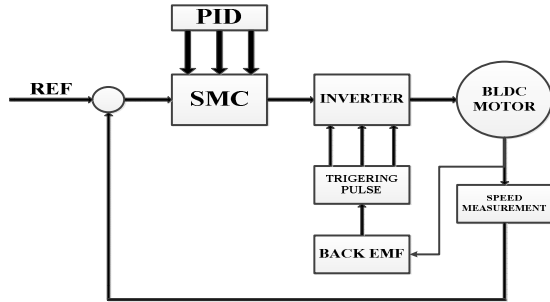 PID
REF
SMC
INVERTER
BLDC
MOTOR
TRIGERING
PULSE
SPEED
MEASUREMENT
BACK EMF